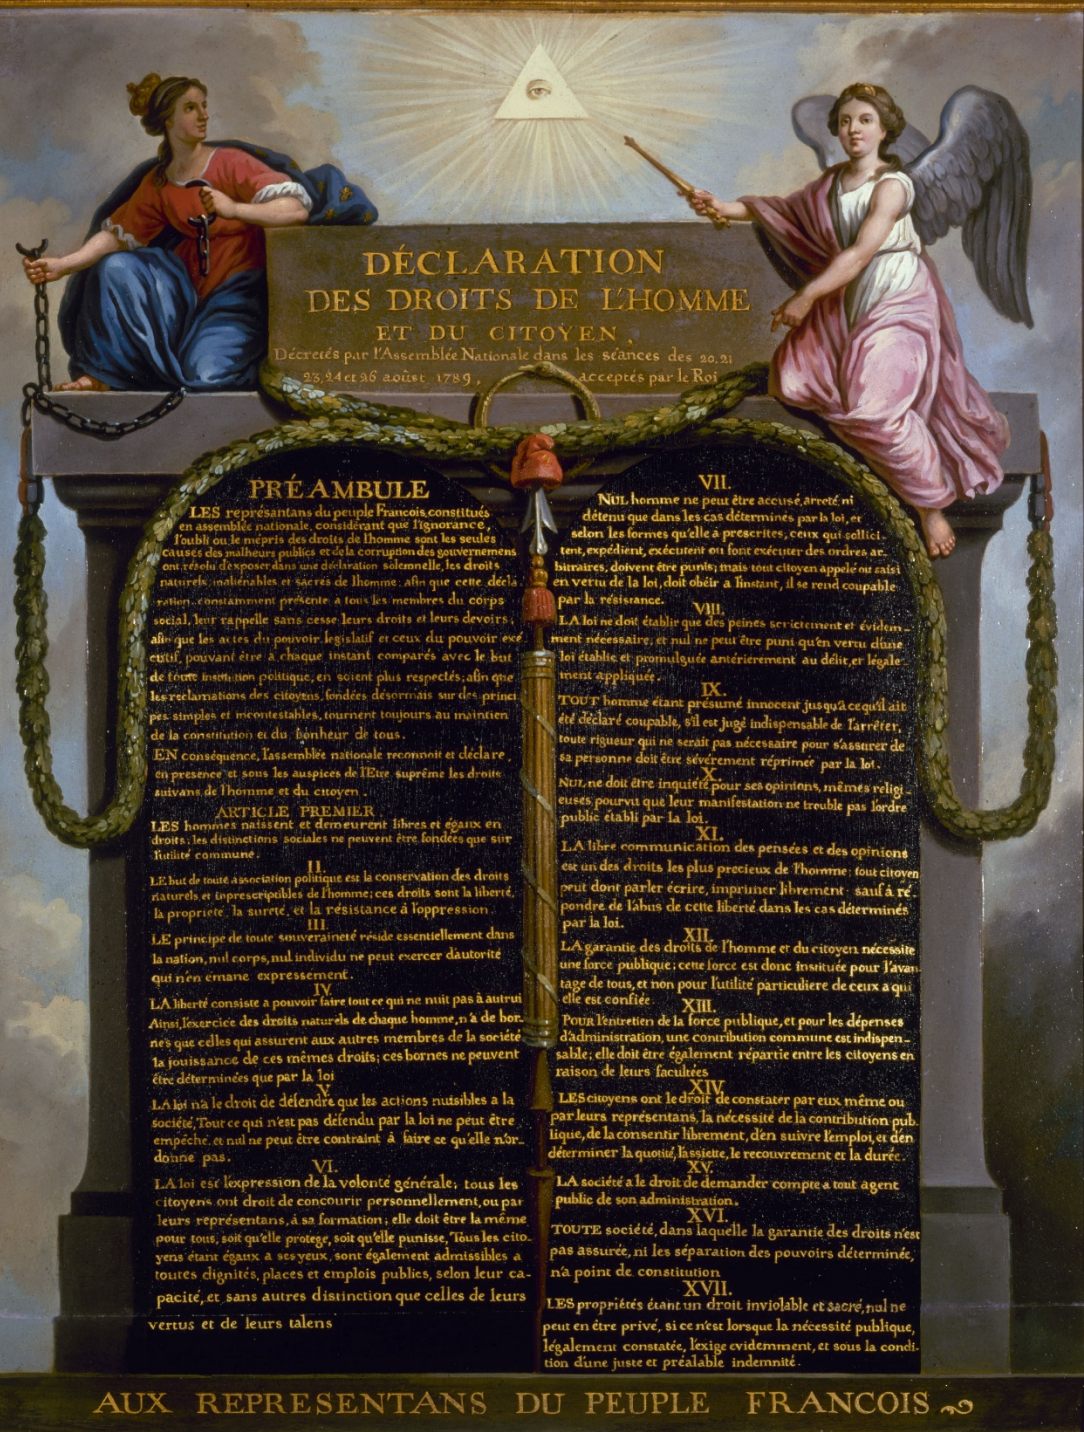 DÉCLARATION
DES DROITS DE L'HOMME
ET DU CITOYEN,
Décretés par l'Assemblée Nationale dans les séances des 20. 21
23, 24 et 26 aoûst 1789, acceptés par le Roi
PRÉAMBULE
LES représantans du peuple Francois, constitués
en assemblée nationale, considérant que l'ignorance,
l'oubli ou le mépris des droits de l'homme sont les seules
causes des malheurs publics et de la corruption des gouvernemens
ont résolu d'exposer dans une déclaration solemnelle, les droits
naturels, inaliénables et sacrés de l'homme; afin que cette décla-
ration, constamment présente a tous les membres du corps
social, leur rappelle sans cesse leurs droits et leurs devoirs;
afin que les actes du pouvoir législatif et ceux du pouvoir exé-
cutif, pouvant être a chaque instant comparés avec le but
de toute institution politique, en soient plus respectés; afin que
les reclamations des citoyens, fondées désormais sur des princi
pes simples et incontestables, tournent toujours au maintien
de la constitution et du bonheur de tous.
EN conséquence, l'assemblée nationale reconnoit et déclare,
en presence et sous les auspices de l'Etre suprême les droits
suivans de l'homme et du citoyen.
ARTICLE PREMIER.
LES hommes naissent et demeurent libres et égaux en
droits; les distinctions sociales ne peuvent être fondées que sur
l'utilité commune.
II.
LE but de toute association politique est la conservation des droits
naturels et inprescriptibles de l'homme; ces droits sont la liberté,
la propriété, la sureté, et la résistance à l'oppression.
III.
LE principe de toute souveraineté réside essentiellement dans
la nation, nul corps, nul individu ne peut exercer d'autorité
qui n'en émane expressement.
IV.
LA liberté consiste a pouvoir faire tout ce qui ne nuit pas à autrui
Ainsi, l'exercice des droits naturels de chaque homme, n'a de bor-
nes que celles qui assurent aux autres membres de la société
la jouissance de ces mêmes droits; ces bornes ne peuvent
être déterminées que par la loi
V.
LA loi n'a le droit de défendre que les actions nuisibles a la
société, Tout ce qui n'est pas défendu par la loi ne peut être
empêché, et nul ne peut être contraint à faire ce qu'elle n'or-
donne pas.
VI.
LA loi est l'expression de la volonté générale; tous les
citoyens ont droit de concourir personnellement, ou par
leurs représentans, à sa formation; elle doit être la même
pour tous, soit qu'elle protege, soit qu'elle punisse, Tous les cito-
yens étant égaux à ses yeux, sont également admissibles a
toutes dignités, places et emplois publics, selon leur ca-
pacité, et sans autres distinction que celles de leurs
vertus et de leurs talens
VII.
NUL homme ne peut être accusé, arreté ni
détenu que dans les cas déterminés par la loi, et
selon les formes qu'elle à prescrites, ceux qui sollici-
tent, expédient, exécutent ou font exécuter des ordres ar-
bitraires, doivent être punis; mais tout citoyen appelé ou saisi
en vertu de la loi, doit obéir à l'instant, il se rend coupable
par la résistance.
VIII.
LA loi ne doit établir que des peines strictement et évidem-
ment nécessaire; et nul ne peut être puni qu'en vertu d'une
loi établie et promulguée antérierement au délit, et légale-
ment appliquée.
IX.
TOUT homme étant présumé innocent jusqu'a ce qu'il ait
été déclaré coupable, s'il est jugé indispensable de l'arrêter,
toute rigueur qui ne serait pas nécessaire pour s'assurer de
sa personne doit être sévèrement réprimée par la loi.
X.
NUL ne doit être inquiété pour ses opinions, mêmes religi-
euses, pourvu que leur manifestation ne trouble pas l'ordre
public établi par la loi.
XI.
LA libre communication des pensées et des opinions
est un des droits les plus precieux de l'homme; tout citoyen
peut dont parler écrire, imprimer librement sauf à ré
pondre de l'abus de cette liberté dans les cas déterminés
par la loi.
XII.
LA garantie des droits de l'homme et du citoyen nécessite
une force publique; cette force est donc instituée pour l'avan
tage de tous, et non pour l'utilité particuliere de ceux a qui
elle est confiée.
XIII.
POUR l'entretien de la force publique, et pour les dépenses
d'administration, une contribution commune est indispen-
sable; elle doit être également répartie entre les citoyens en
raison de leurs facultées
XIV.
LES citoyens ont le droit de constater par eux même ou
par leurs représentans, la nécessité de la contribution pub-
lique, de la consentir librement, d'en suivre l'emploi, et d'en
déterminer la quotité, l'assiette, le recouvrement et la durée.
XV.
LA société a le droit de demander compte a tout agent
public de son administration.
XVI.
TOUTE société, dans laquelle la garantie des droits n'est
pas assurée, ni les séparation des pouvoirs déterminée,
n'a point de constitution
XVII.
LES propriétés étant un droit inviolable et sacré, nul ne
peut en être privé, si ce n'est lorsque la nécessité publique,
légalement constatée, l'exige evidemment, et sous la condi-
tion d'une juste et préalable indemnité.
AUX REPRESENTANS DU PEUPLE FRANCOIS